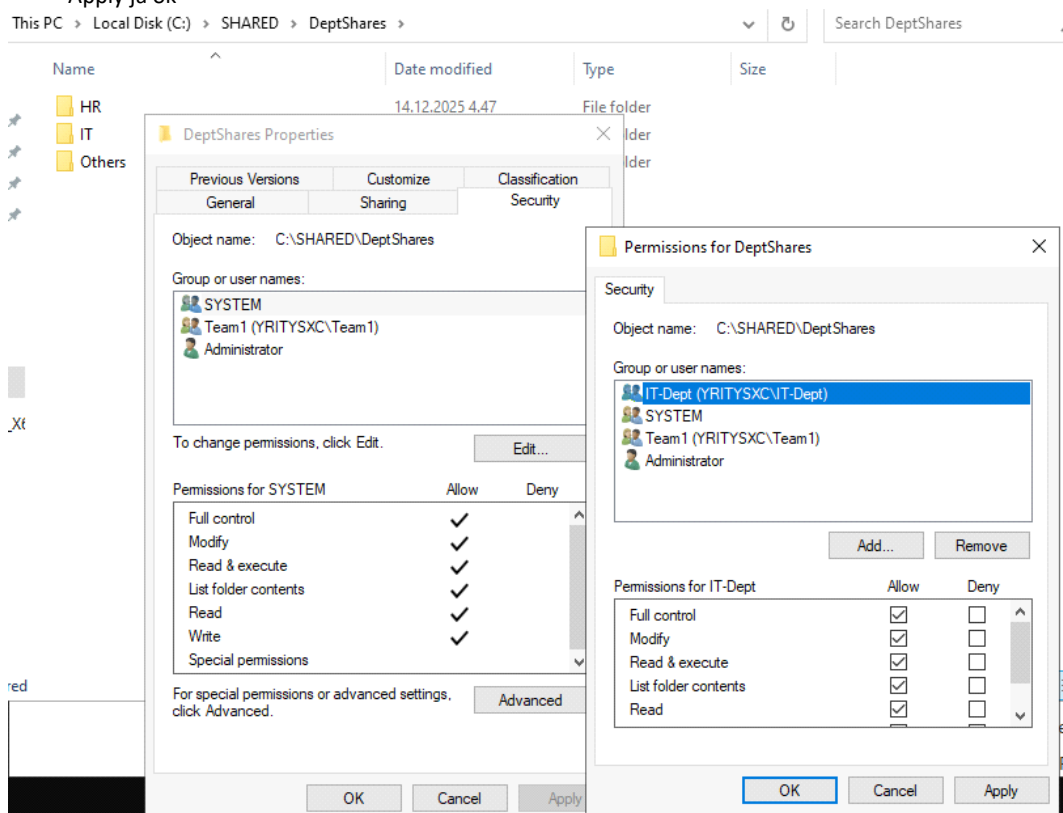 Apply ja ok
This PC > Local Disk (C:) > SHARED > DeptShares >
Search DeptShares
Name Date modified Type Size
HR 14.12.2025 4.47 File folder
IT
lder
Others
lder
DeptShares Properties
Previous Versions Customize Classification
General Sharing Security
Object name: C:\SHARED\DeptShares
Group or user names:
SYSTEM
Team1 (YRITYSXC\Team1)
Administrator
To change permissions, click Edit.
Edit...
Permissions for SYSTEM Allow Deny
Full control
Modify
Read & execute
List folder contents
Read
Write
Special permissions
For special permissions or advanced settings,
click Advanced.
Advanced
OK Cancel Apply
Permissions for DeptShares
Security
Object name: C:\SHARED\DeptShares
Group or user names:
IT-Dept (YRITYSXC\IT-Dept)
SYSTEM
Team1 (YRITYSXC\Team1)
Administrator
Add... Remove
Permissions for IT-Dept Allow Deny
Full control
Modify
Read & execute
List folder contents
Read
OK Cancel Apply
_X6
red